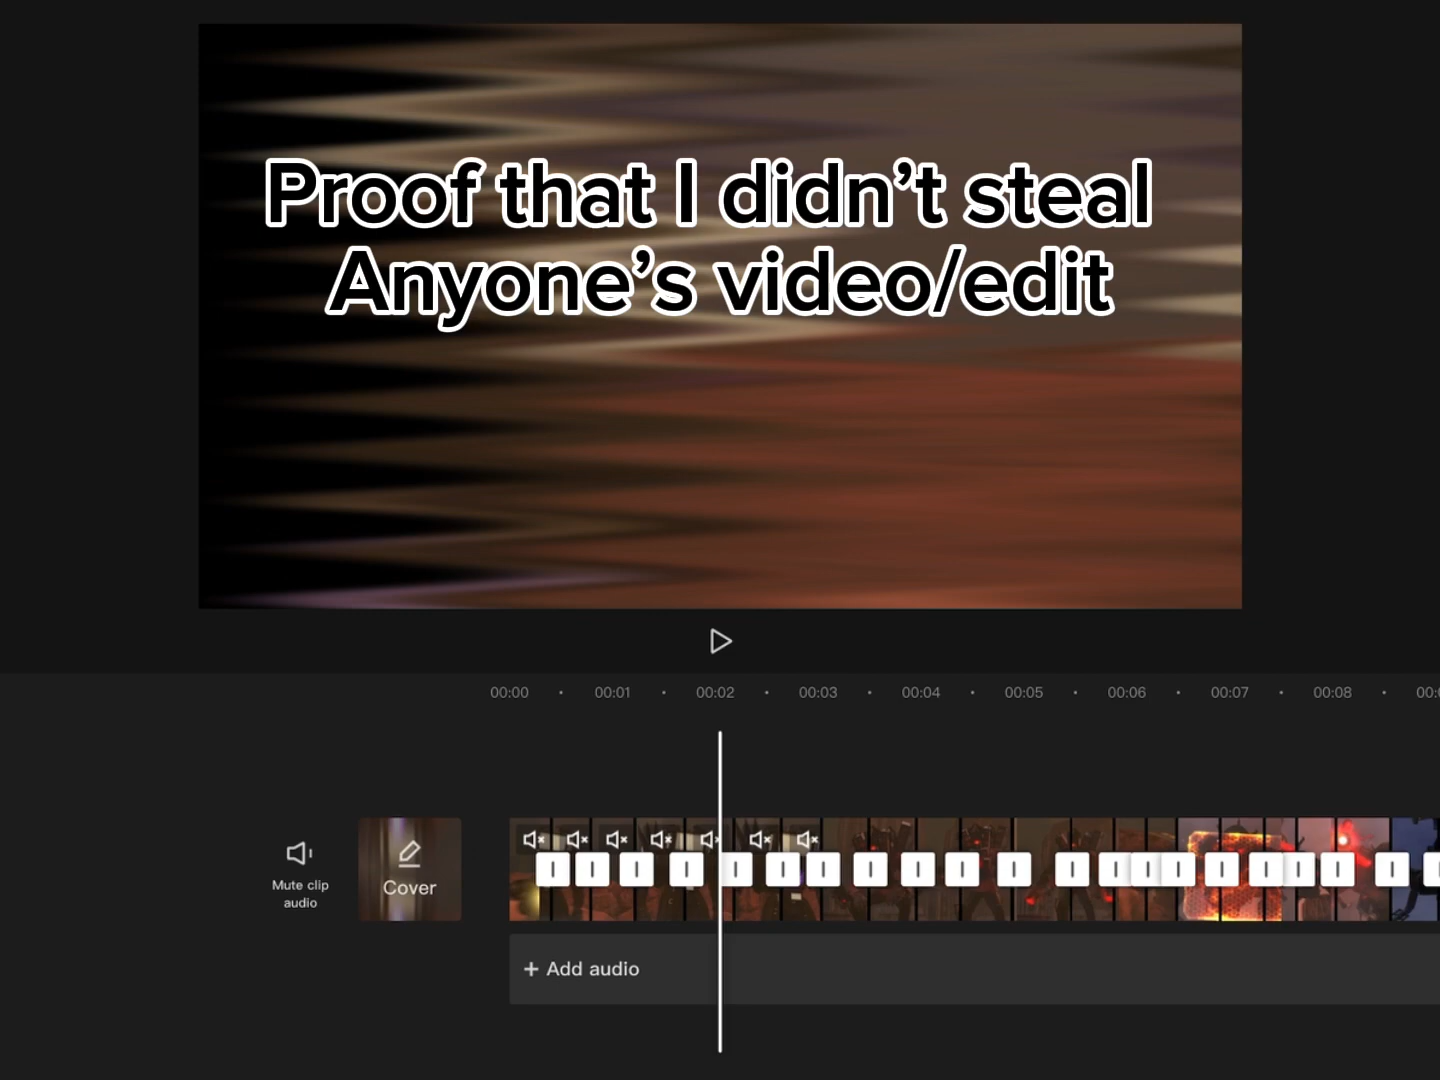 Proof that I didn’t steal
Anyone’s video/edit
00:00 00:01 00:02 00:03 00:04 00:05 00:06 00:07 00:08
Mute clip
audio
Cover
+ Add audio